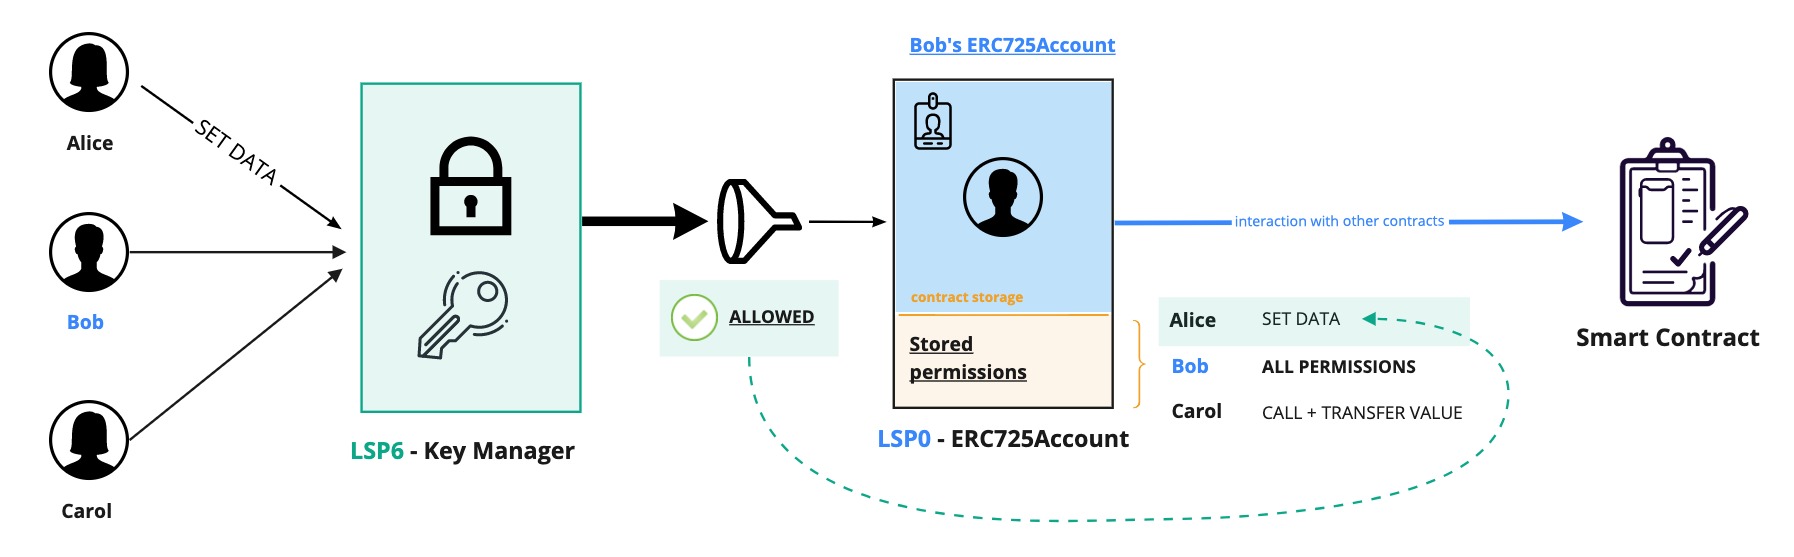 Bob's ERC725Account
Alice
SET DATA
Bob
Carol
LSP6 - Key Manager
ALLOWED
contract storage
Stored
permissions
LSP0 - ERC725Account
interaction with other contracts
Alice SET DATA
Bob ALL PERMISSIONS
Carol CALL + TRANSFER VALUE
Smart Contract